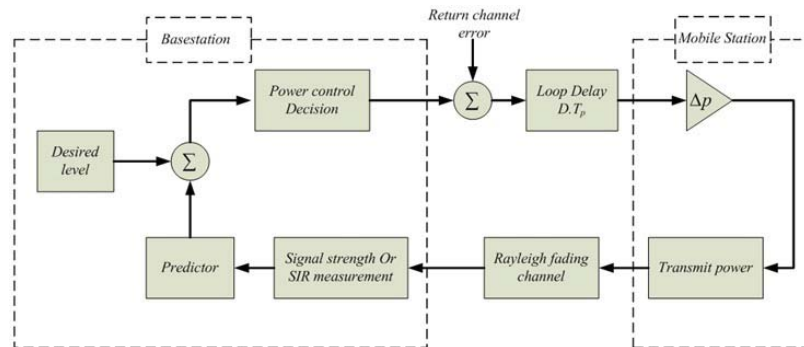 Basestation
Return channel
error
Mobile Station
Power control
Decision
Σ
Loop Delay
D.Tp
Δp
Desired
level
Σ
Predictor
Signal strength Or
SIR measurement
Rayleigh fading
channel
Transmit power